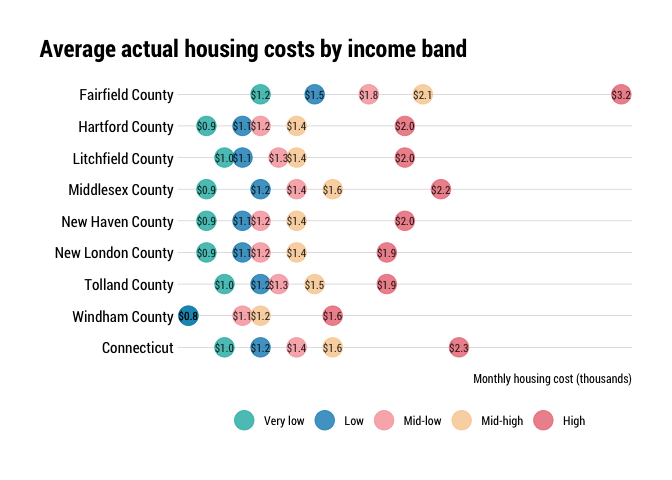 Average actual housing costs by income band
Fairfield County $1.2 $1.5 $1.8 $2.1 $3.2
Hartford County $0.9 $1.1 $1.2 $1.4 $2.0
Litchfield County $1.0 $1.1 $1.3 $1.4 $2.0
Middlesex County $0.9 $1.2 $1.4 $1.6 $2.2
New Haven County $0.9 $1.1 $1.2 $1.4 $2.0
New London County $0.9 $1.1 $1.2 $1.4 $1.9
Tolland County $1.0 $1.2 $1.3 $1.5 $1.9
Windham County $0.8 $1.1 $1.2 $1.6
Connecticut $1.0 $1.2 $1.4 $1.6 $2.3
Monthly housing cost (thousands)
Very low Low Mid-low Mid-high High